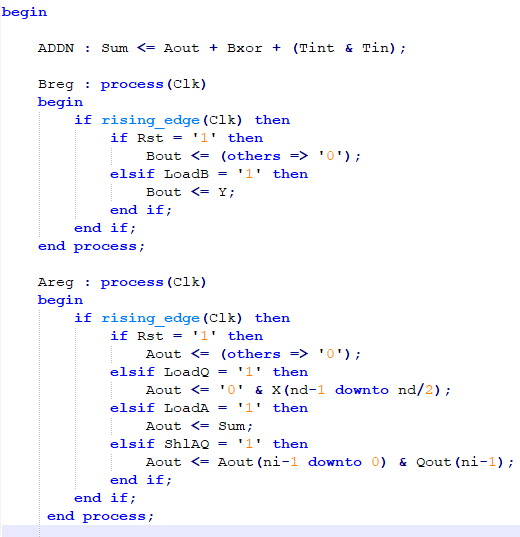 begin
ADDN : Sum <= Aout + Bxor + (Tint & Tin);
Breg : process(Clk)
begin
if rising_edge(Clk) then
if Rst = '1' then
Bout <= (others => '0');
elsif LoadB = '1' then
Bout <= Y;
end if;
end if;
end process;
Areg : process(Clk)
begin
if rising_edge(Clk) then
if Rst = '1' then
Aout <= (others => '0');
elsif LoadQ = '1' then
Aout <= '0' & X(nd-1 downto nd/2);
elsif LoadA = '1' then
Aout <= Sum;
elsif ShlAQ = '1' then
Aout <= Aout(ni-1 downto 0) & Qout(ni-1);
end if;
end if;
end process;